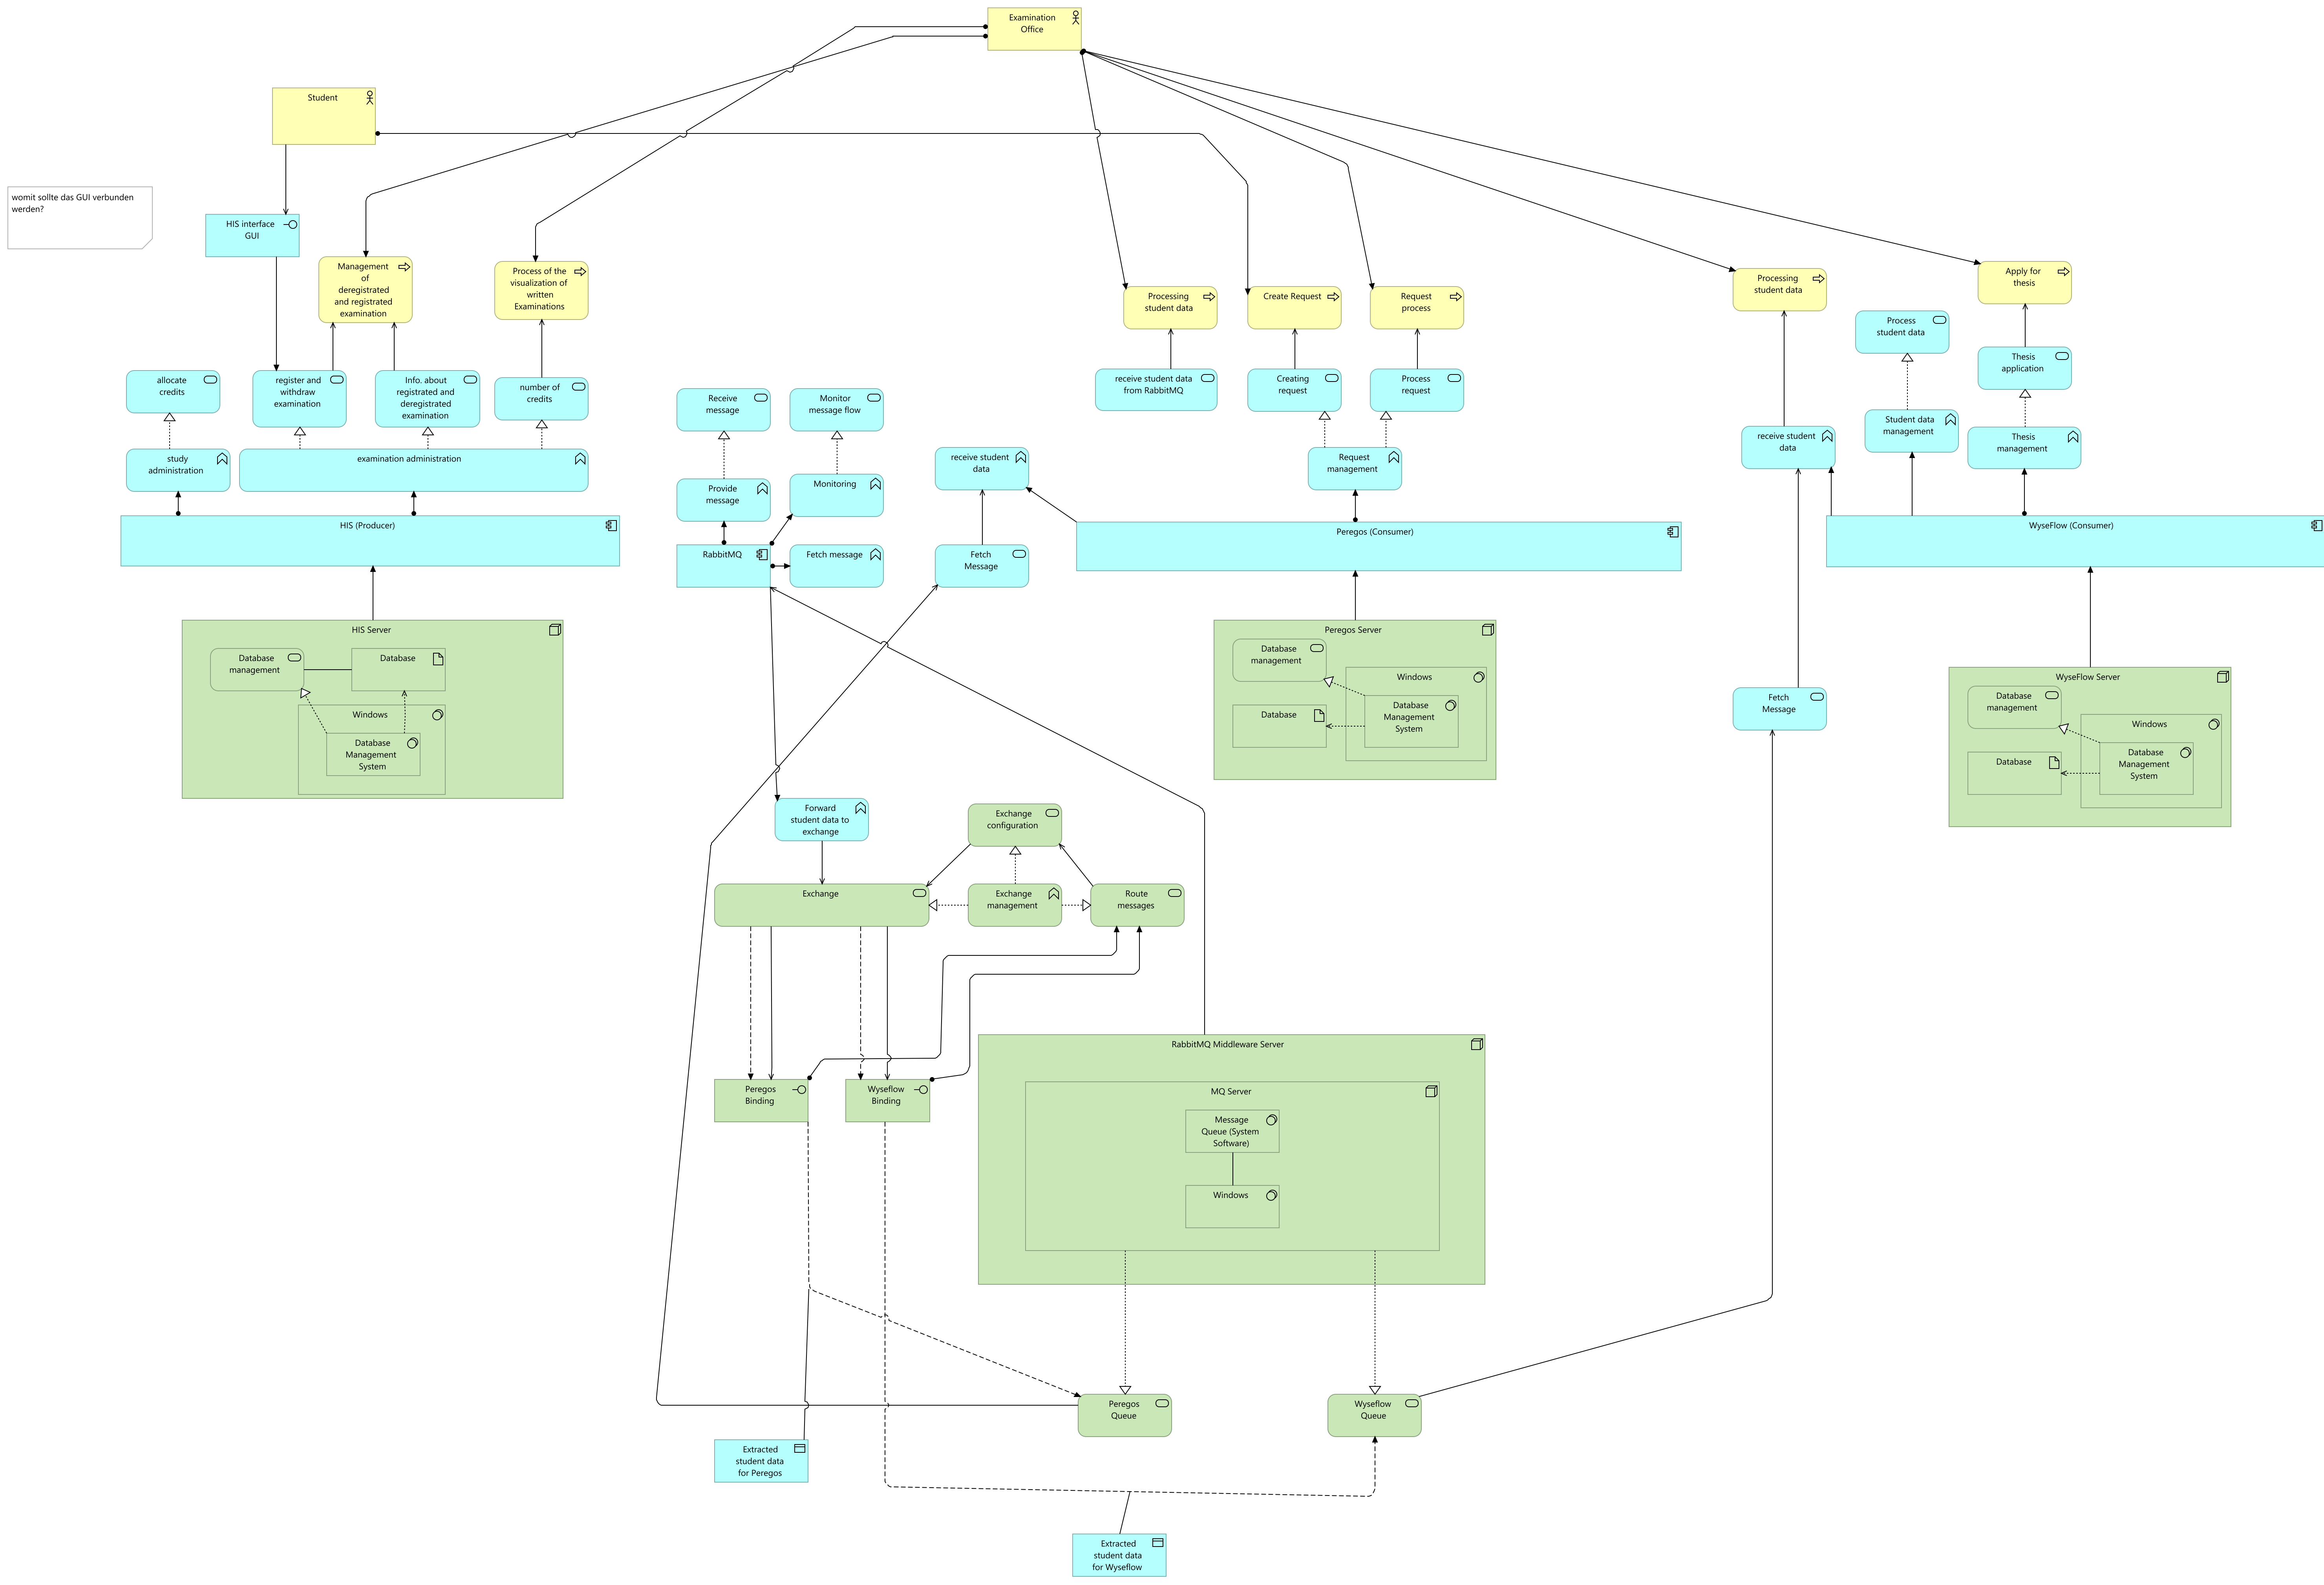 Examination
Office
Student
womit sollte das GUI verbunden
werden?
HIS interface
GUI
Management
of
deregistrated
and registrated
examination
Process of the
visualization of
written
Examinations
Processing
student data
Create Request
Request
process
Processing
student data
Apply for
thesis
Process
student data
Thesis
application
allocate
credits
register and
withdraw
examination
Info. about
registrated and
deregistrated
examination
number of
credits
Receive
message
Monitor
message flow
receive student data
from RabbitMQ
Creating
request
Process
request
study
administration
examination administration
Provide
message
Monitoring
receive student
data
Request
management
receive student
data
Student data
management
Thesis
management
HIS (Producer)
RabbitMQ
Fetch message
Fetch
Message
Peregos (Consumer)
WyseFlow (Consumer)
HIS Server
Database
management
Database
Windows
Database
Management
System
Peregos Server
Database
management
Windows
Database
Database
Management
System
Fetch
Message
WyseFlow Server
Database
management
Windows
Database
Database
Management
System
Forward
student data to
exchange
Exchange
configuration
Exchange
Exchange
management
Route
messages
Peregos
Binding
Wyseflow
Binding
RabbitMQ Middleware Server
MQ Server
Message
Queue (System
Software)
Windows
Peregos
Queue
Wyseflow
Queue
Extracted
student data
for Peregos
Extracted
student data
for Wyseflow